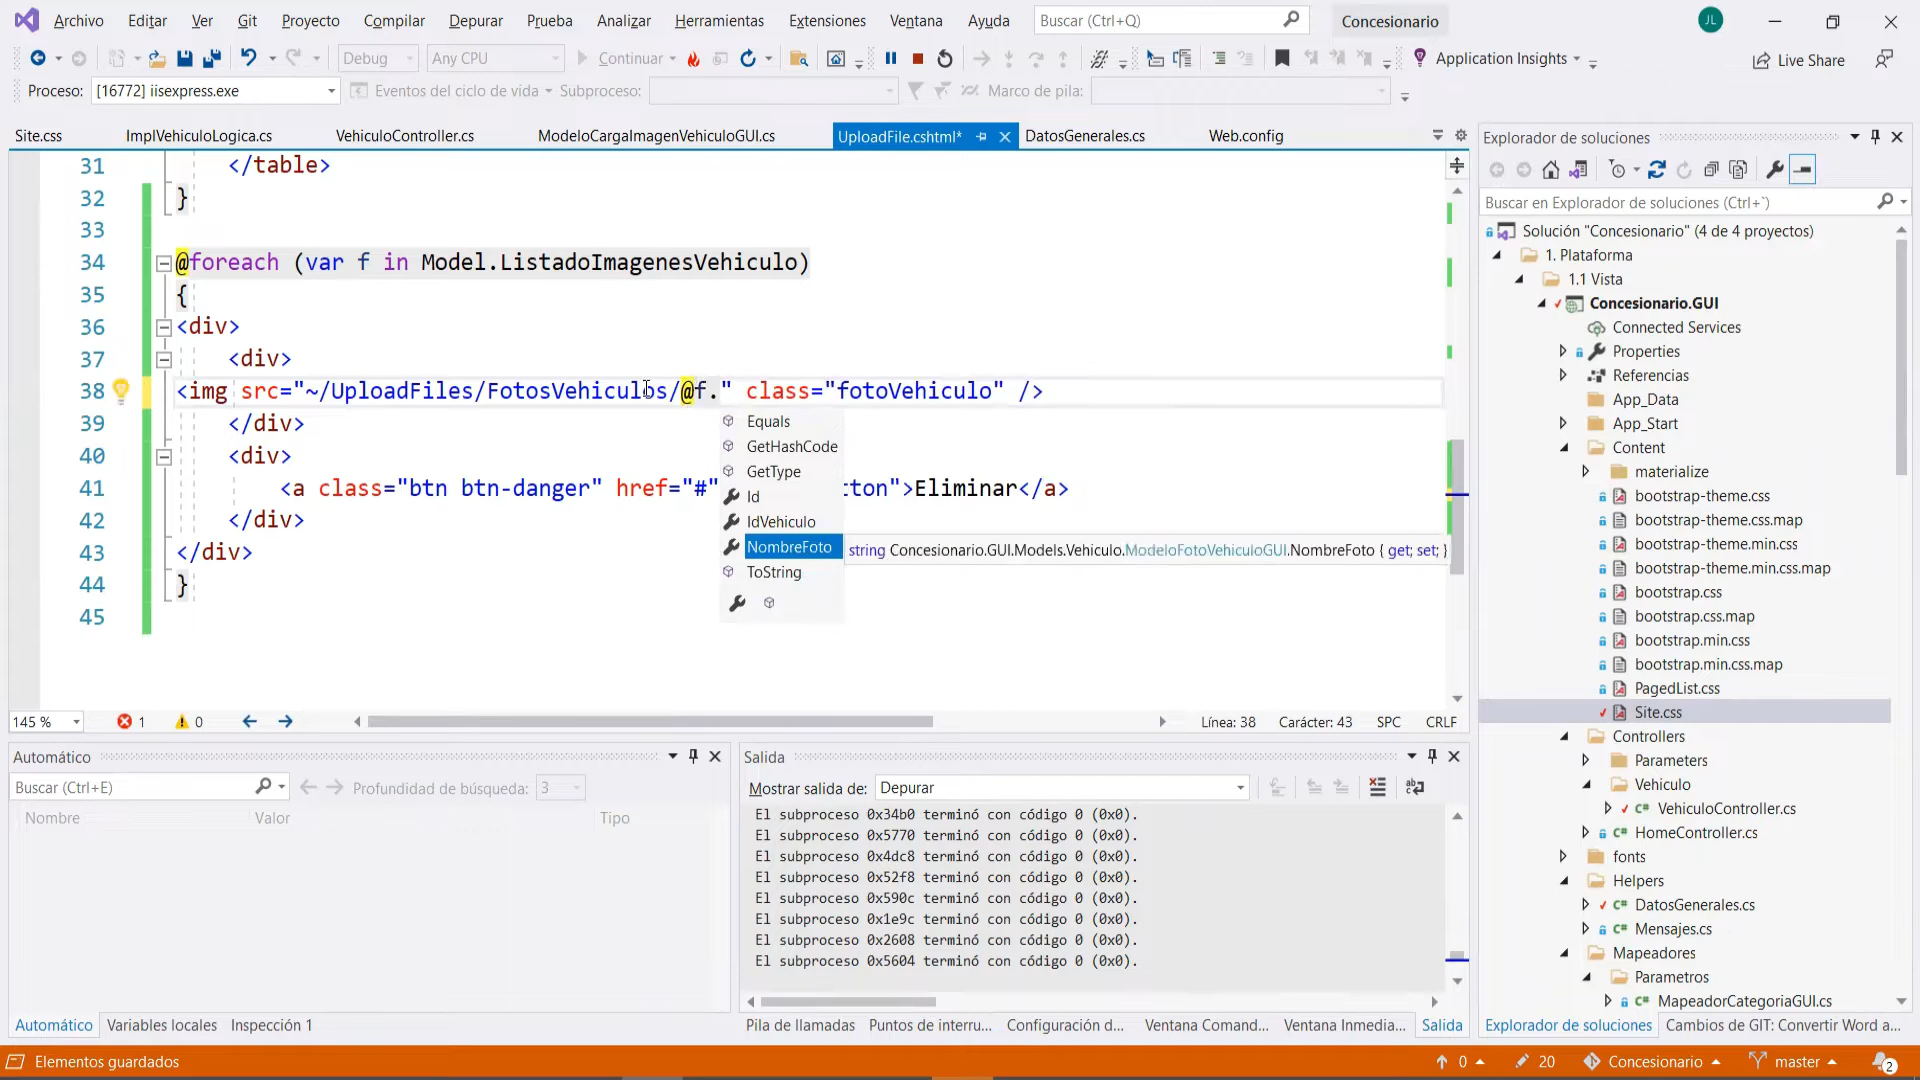 Archivo Editar Ver Git Proyecto Compilar Depurar Prueba Analizar Herramientas Extensiones Ventana Ayuda Buscar (Ctrl+Q) Concesionario JL
Debug Any CPU Continuar Application Insights Live Share
Proceso: [16772] iisexpress.exe Eventos del ciclo de vida Subproceso: Marco de pila:
Site.css ImplVehiculoLogica.cs VehiculoController.cs ModeloCargaImagenVehiculoGUI.cs UploadFile.cshtml* DatosGenerales.cs Web.config
31 </table>
32 }
33
34 @foreach (var f in Model.ListadoImagenesVehiculo)
35 {
36 <div>
37 <div>
38 <img src="~/UploadFiles/FotosVehiculos/@f." class="fotoVehiculo" />
39 </div>
40 <div>
41 <a class="btn btn-danger" href="#" tton">Eliminar</a>
42 </div>
43 </div>
44 }
45
Equals
GetHashCode
GetType
Id
IdVehiculo
NombreFoto string Concesionario.GUI.Models.Vehiculo.ModeloFotoVehiculoGUI.NombreFoto { get; set; }
ToString
145 % 1 0 Línea: 38 Carácter: 43 SPC CRLF
Automático
Buscar (Ctrl+E) Profundidad de búsqueda: 3
Nombre Valor Tipo
Automático Variables locales Inspección 1
Salida
Mostrar salida de: Depurar
El subproceso 0x34b0 terminó con código 0 (0x0).
El subproceso 0x5770 terminó con código 0 (0x0).
El subproceso 0x4dc8 terminó con código 0 (0x0).
El subproceso 0x52f8 terminó con código 0 (0x0).
El subproceso 0x590c terminó con código 0 (0x0).
El subproceso 0x1e9c terminó con código 0 (0x0).
El subproceso 0x2608 terminó con código 0 (0x0).
El subproceso 0x5604 terminó con código 0 (0x0).
Pila de llamadas Puntos de interru... Configuración d... Ventana Comand... Ventana Inmedia... Salida
Explorador de soluciones
Buscar en Explorador de soluciones (Ctrl+`)
Solución "Concesionario" (4 de 4 proyectos)
1. Plataforma
1.1 Vista
Concesionario.GUI
Connected Services
Properties
Referencias
App_Data
App_Start
Content
materialize
bootstrap-theme.css
bootstrap-theme.css.map
bootstrap-theme.min.css
bootstrap-theme.min.css.map
bootstrap.css
bootstrap.css.map
bootstrap.min.css
bootstrap.min.css.map
PagedList.css
Site.css
Controllers
Parameters
Vehiculo
C# VehiculoController.cs
C# HomeController.cs
fonts
Helpers
C# DatosGenerales.cs
C# Mensajes.cs
Mapeadores
Parametros
C# MapeadorCategoriaGUI.cs
Explorador de soluciones Cambios de GIT: Convertir Word a...
Elementos guardados 0 20 Concesionario master 2